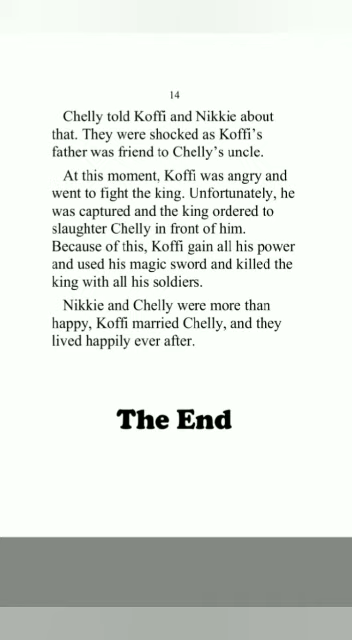 14
Chelly told Koffi and Nikkie about
that. They were shocked as Koffi's
father was friend to Chelly's uncle.
At this moment, Koffi was angry and
went to fight the king. Unfortunately, he
was captured and the king ordered to
slaughter Chelly in front of him.
Because of this, Koffi gain all his power
and used his magic sword and killed the
king with all his soldiers.
Nikkie and Chelly were more than
happy, Koffi married Chelly, and they
lived happily ever after.
The End